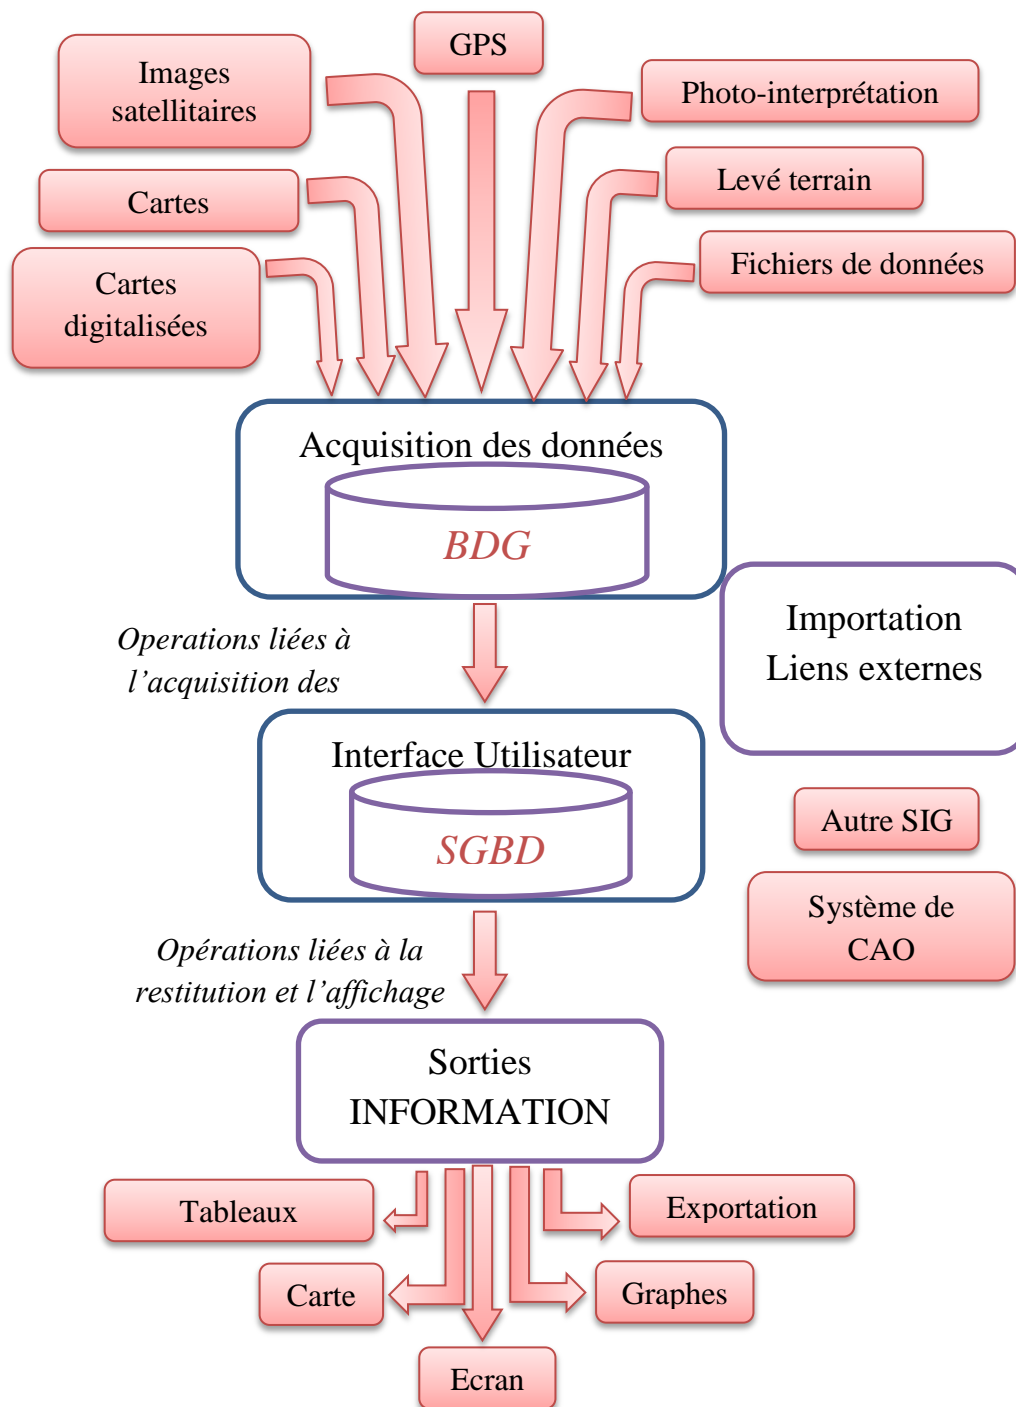 GPS
Images
satellitaires
Photo-interprétation
Cartes
Levé terrain
Cartes
digitalisées
Fichiers de données
Acquisition des données
BDG
Importation
Liens externes
Operations liées à
l’acquisition des
Interface Utilisateur
SGBD
Autre SIG
Système de
CAO
Opérations liées à la
restitution et l’affichage
Sorties
INFORMATION
Tableaux
Exportation
Carte
Graphes
Ecran